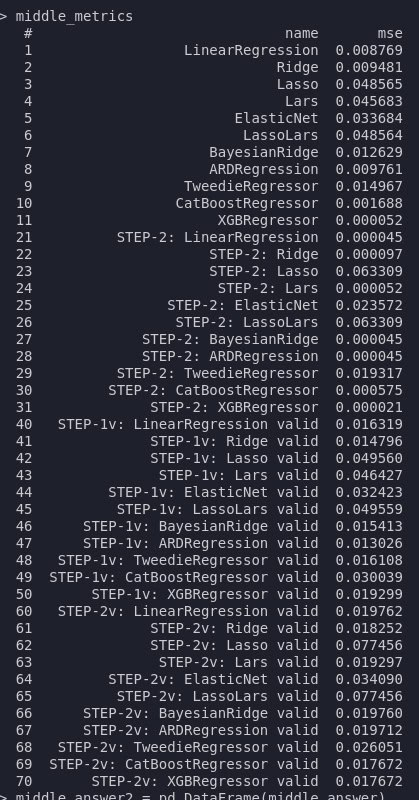 > middle_metrics
# name mse
1 LinearRegression 0.008769
2 Ridge 0.009481
3 Lasso 0.048565
4 Lars 0.045683
5 ElasticNet 0.033684
6 LassoLars 0.048564
7 BayesianRidge 0.012629
8 ARDRegression 0.009761
9 TweedieRegressor 0.014967
10 CatBoostRegressor 0.001688
11 XGBRegressor 0.000052
21 STEP-2: LinearRegression 0.000045
22 STEP-2: Ridge 0.000097
23 STEP-2: Lasso 0.063309
24 STEP-2: Lars 0.000052
25 STEP-2: ElasticNet 0.023572
26 STEP-2: LassoLars 0.063309
27 STEP-2: BayesianRidge 0.000045
28 STEP-2: ARDRegression 0.000045
29 STEP-2: TweedieRegressor 0.019317
30 STEP-2: CatBoostRegressor 0.000575
31 STEP-2: XGBRegressor 0.000021
40 STEP-1v: LinearRegression valid 0.016319
41 STEP-1v: Ridge valid 0.014796
42 STEP-1v: Lasso valid 0.049560
43 STEP-1v: Lars valid 0.046427
44 STEP-1v: ElasticNet valid 0.032423
45 STEP-1v: LassoLars valid 0.049559
46 STEP-1v: BayesianRidge valid 0.015413
47 STEP-1v: ARDRegression valid 0.013026
48 STEP-1v: TweedieRegressor valid 0.016108
49 STEP-1v: CatBoostRegressor valid 0.030039
50 STEP-1v: XGBRegressor valid 0.019299
60 STEP-2v: LinearRegression valid 0.019762
61 STEP-2v: Ridge valid 0.018252
62 STEP-2v: Lasso valid 0.077456
63 STEP-2v: Lars valid 0.019297
64 STEP-2v: ElasticNet valid 0.034090
65 STEP-2v: LassoLars valid 0.077456
66 STEP-2v: BayesianRidge valid 0.019760
67 STEP-2v: ARDRegression valid 0.019712
68 STEP-2v: TweedieRegressor valid 0.026051
69 STEP-2v: CatBoostRegressor valid 0.017672
70 STEP-2v: XGBRegressor valid 0.017672
> middle_answer2 = pd.DataFrame(middle_answer)